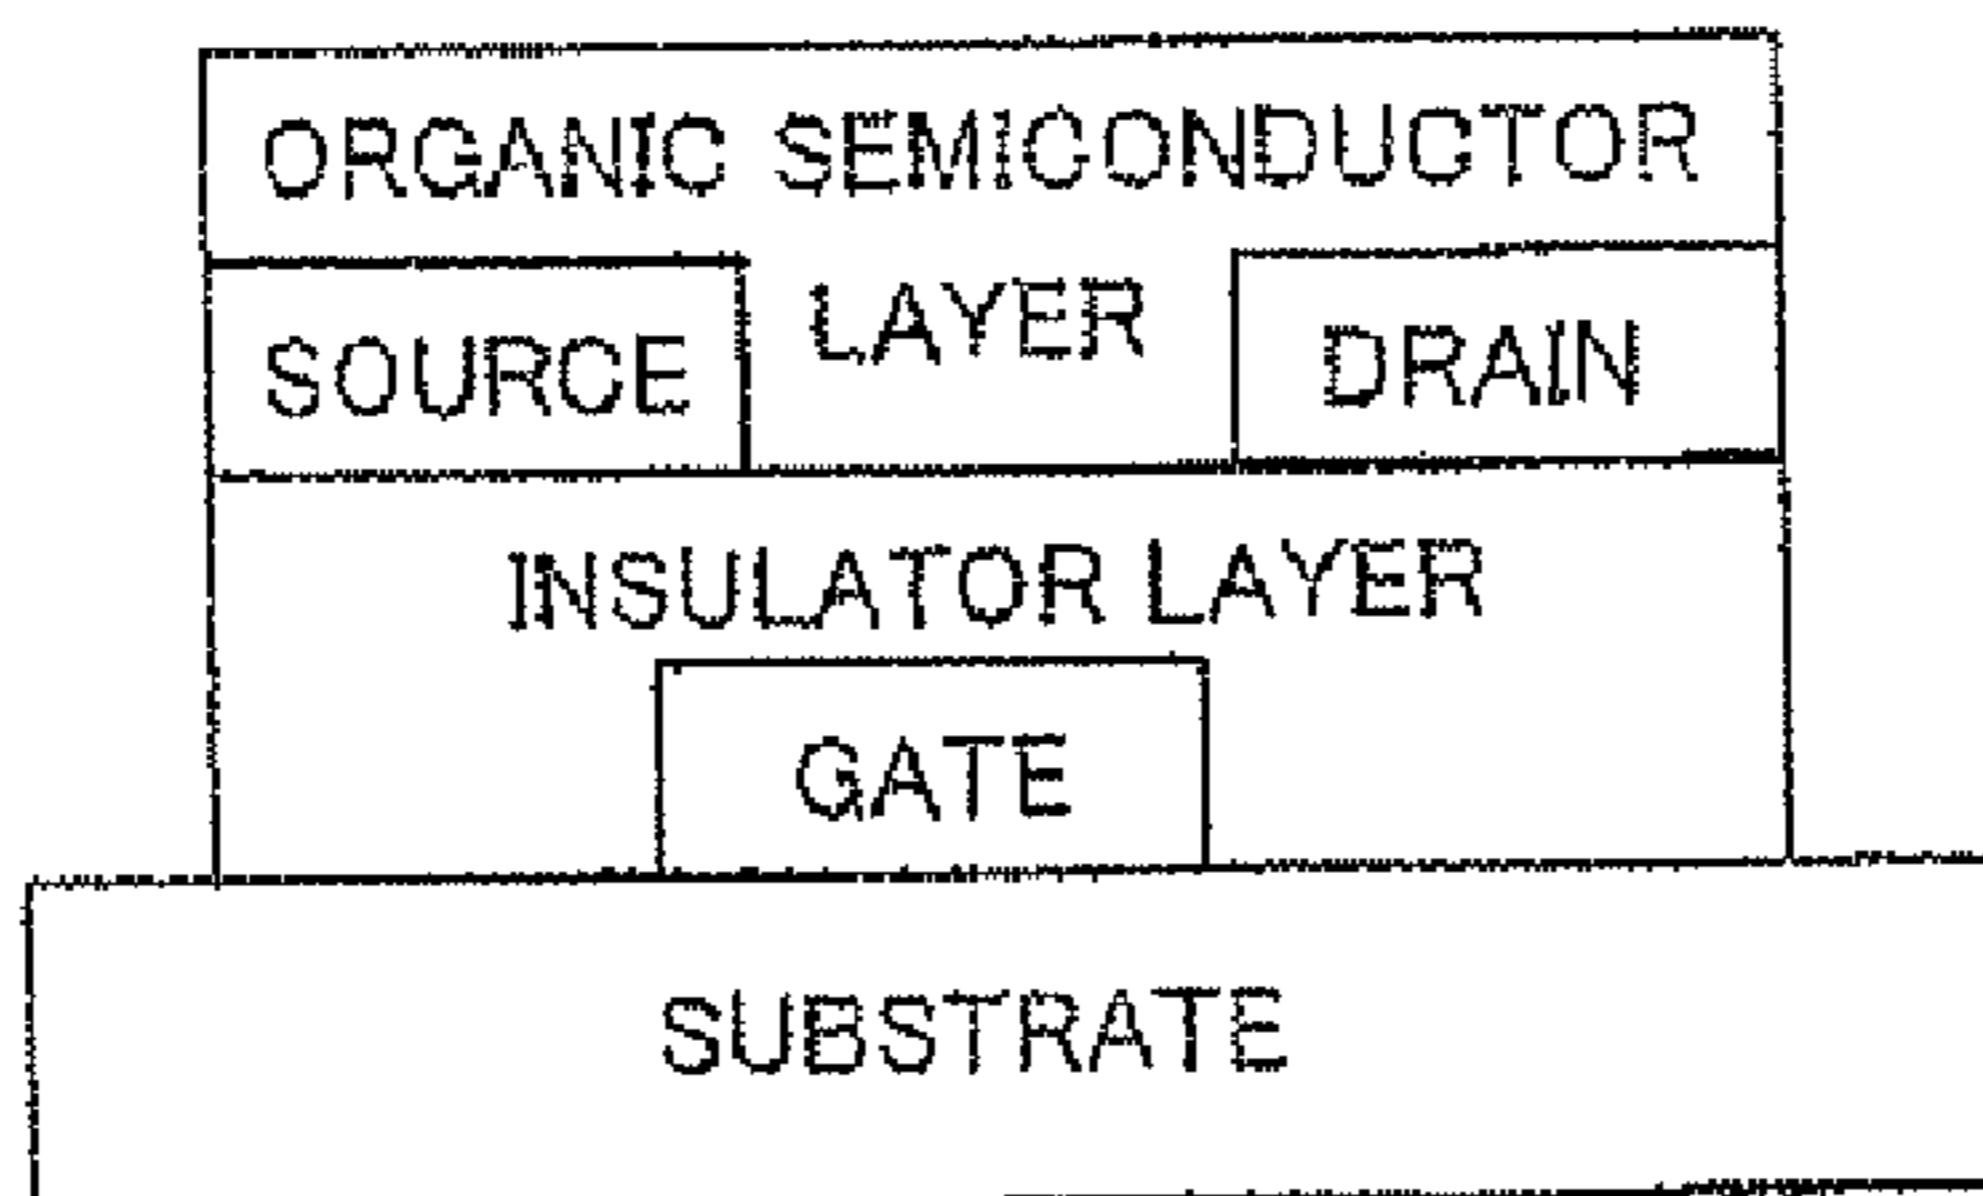 ORGANIC SEMICONDUCTOR
LAYER
SOURCE
DRAIN
INSULATOR LAYER
GATE
SUBSTRATE